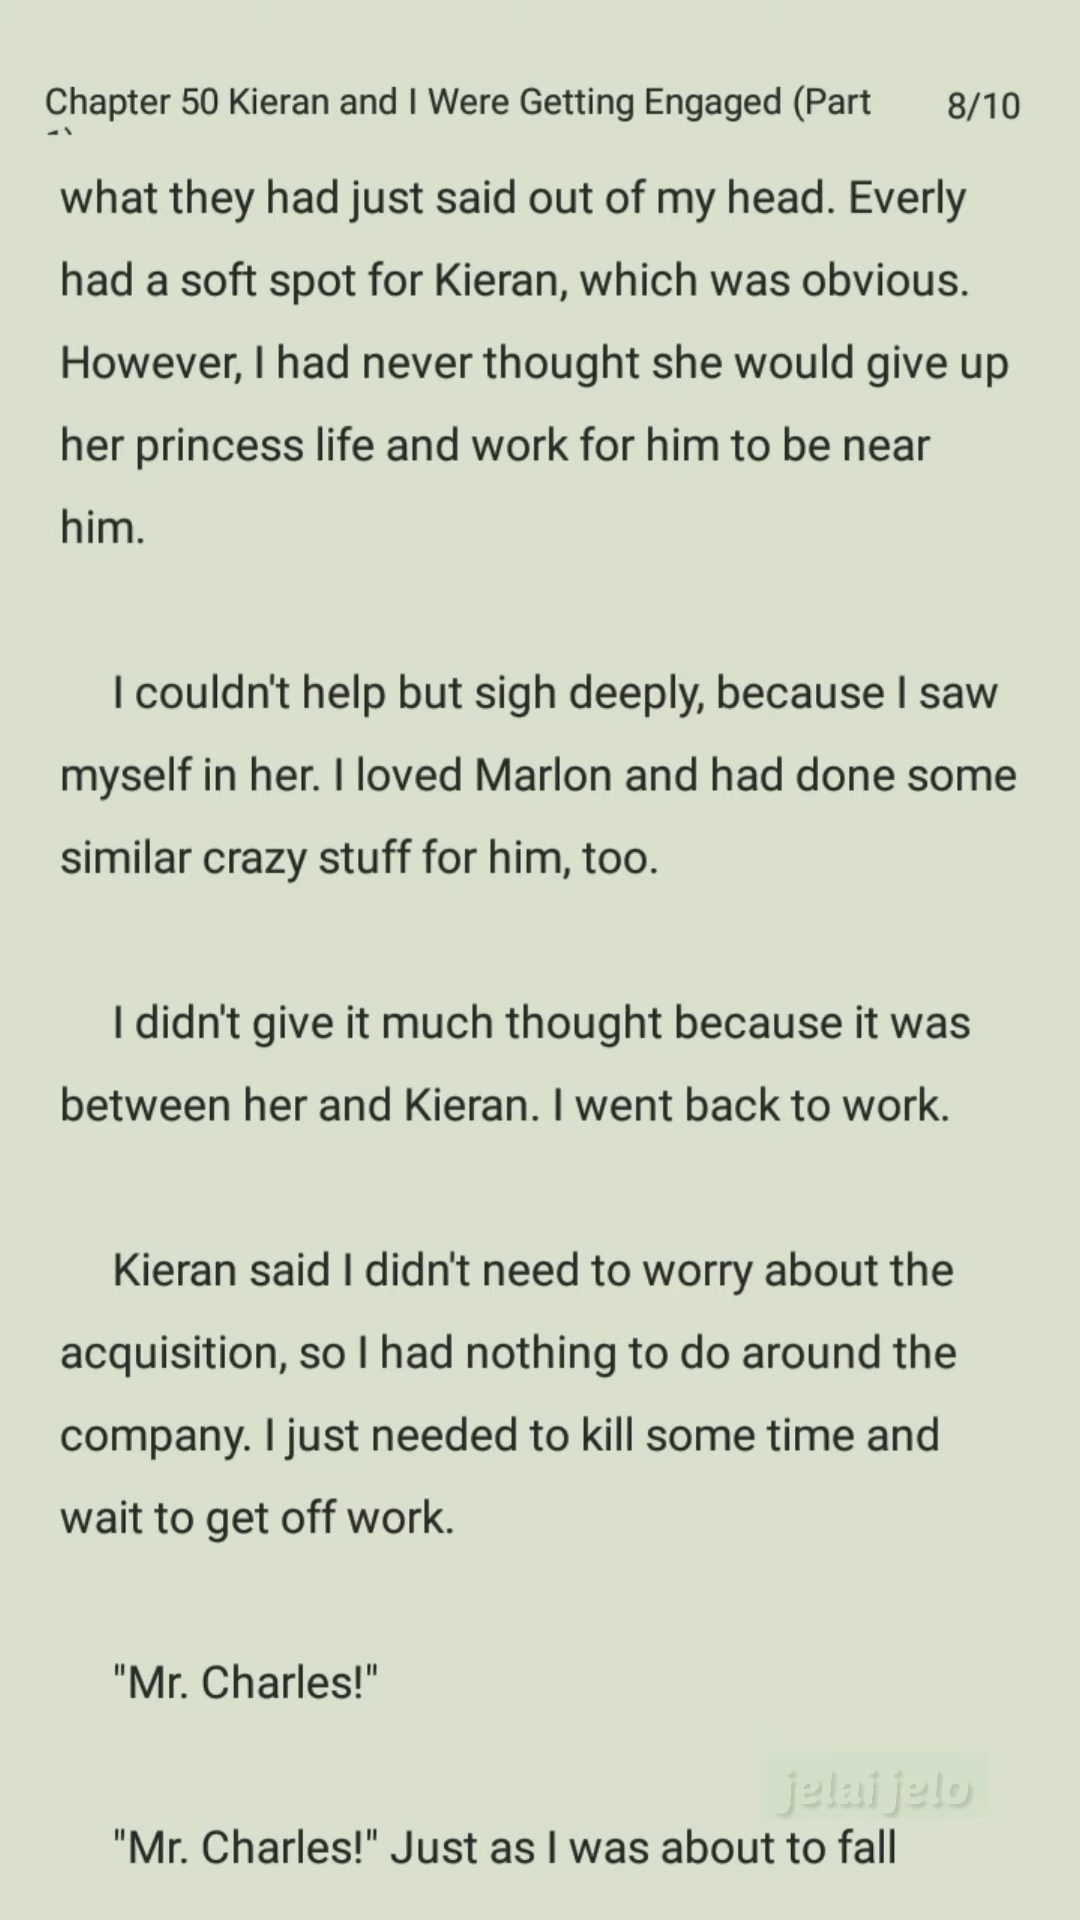 Chapter 50 Kieran and I Were Getting Engaged (Part
8/10
what they had just said out of my head. Everly
had a soft spot for Kieran, which was obvious.
However, I had never thought she would give up
her princess life and work for him to be near
him.
I couldn't help but sigh deeply, because I saw
myself in her. I loved Marlon and had done some
similar crazy stuff for him, too.
I didn't give it much thought because it was
between her and Kieran. I went back to work.
Kieran said I didn't need to worry about the
acquisition, so I had nothing to do around the
company. I just needed to kill some time and
wait to get off work.
"Mr. Charles!"
jelai jelo
"Mr. Charles!" Just as I was about to fall